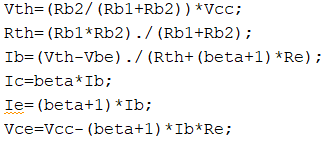 Vth=(Rb2/(Rb1+Rb2))*Vcc;
Rth=(Rb1*Rb2)./(Rb1+Rb2);
Ib=(Vth-Vbe)./(Rth+(beta+1)*Re);
Ic=beta*Ib;
Ie=(beta+1)*Ib;
Vce=Vcc-(beta+1)*Ib*Re;